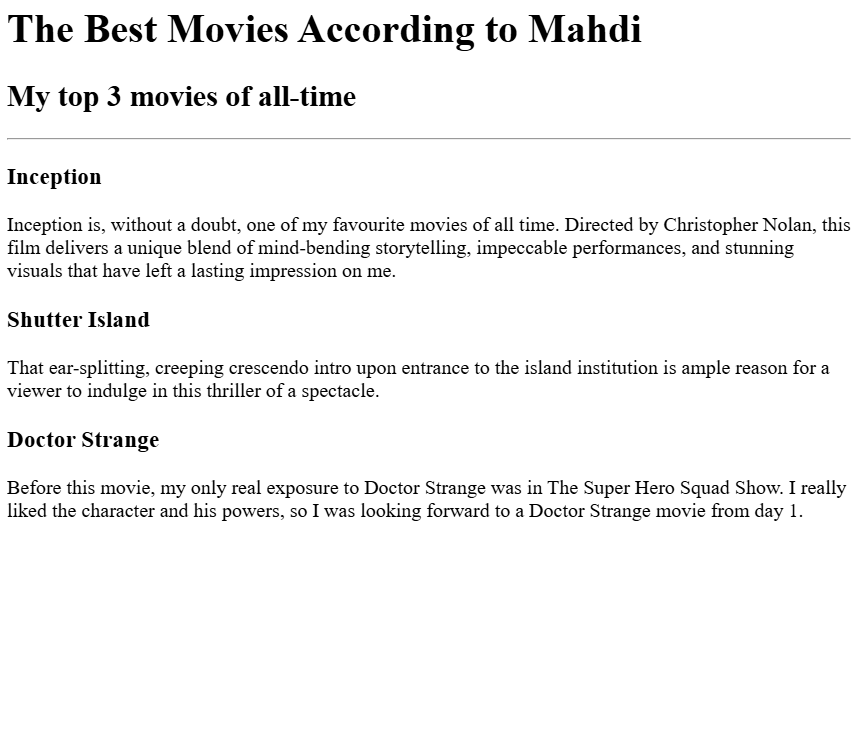 The Best Movies According to Mahdi
My top 3 movies of all-time
Inception
Inception is, without a doubt, one of my favourite movies of all time. Directed by Christopher Nolan, this
film delivers a unique blend of mind-bending storytelling, impeccable performances, and stunning
visuals that have left a lasting impression on me.
Shutter Island
That ear-splitting, creeping crescendo intro upon entrance to the island institution is ample reason for a
viewer to indulge in this thriller of a spectacle.
Doctor Strange
Before this movie, my only real exposure to Doctor Strange was in The Super Hero Squad Show. I really
liked the character and his powers, so I was looking forward to a Doctor Strange movie from day 1.